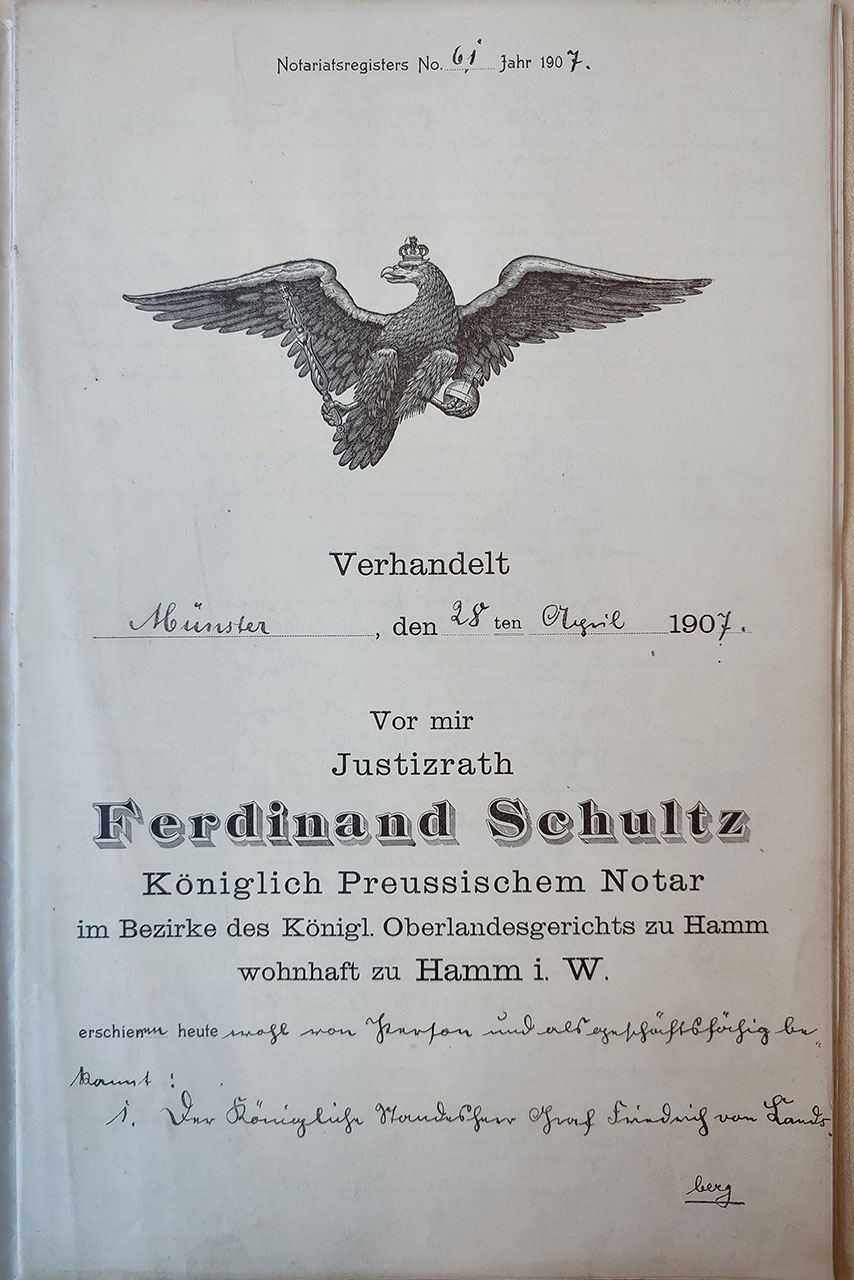 Notariatsregisters No. 61 Jahr 1907.
Verhandelt
Münster, den 28ten April 1907.
Vor mir
Justizrath
Ferdinand Schultz
Königlich Preussischem Notar
im Bezirke des Königl. Oberlandesgerichts zu Hamm
wohnhaft zu Hamm i. W.
erschienen heute wohl von Person und als geschäftsfähig be„
kannt :
1. Der Königliche Standesherr Graf Friedrich von Lands„
berg